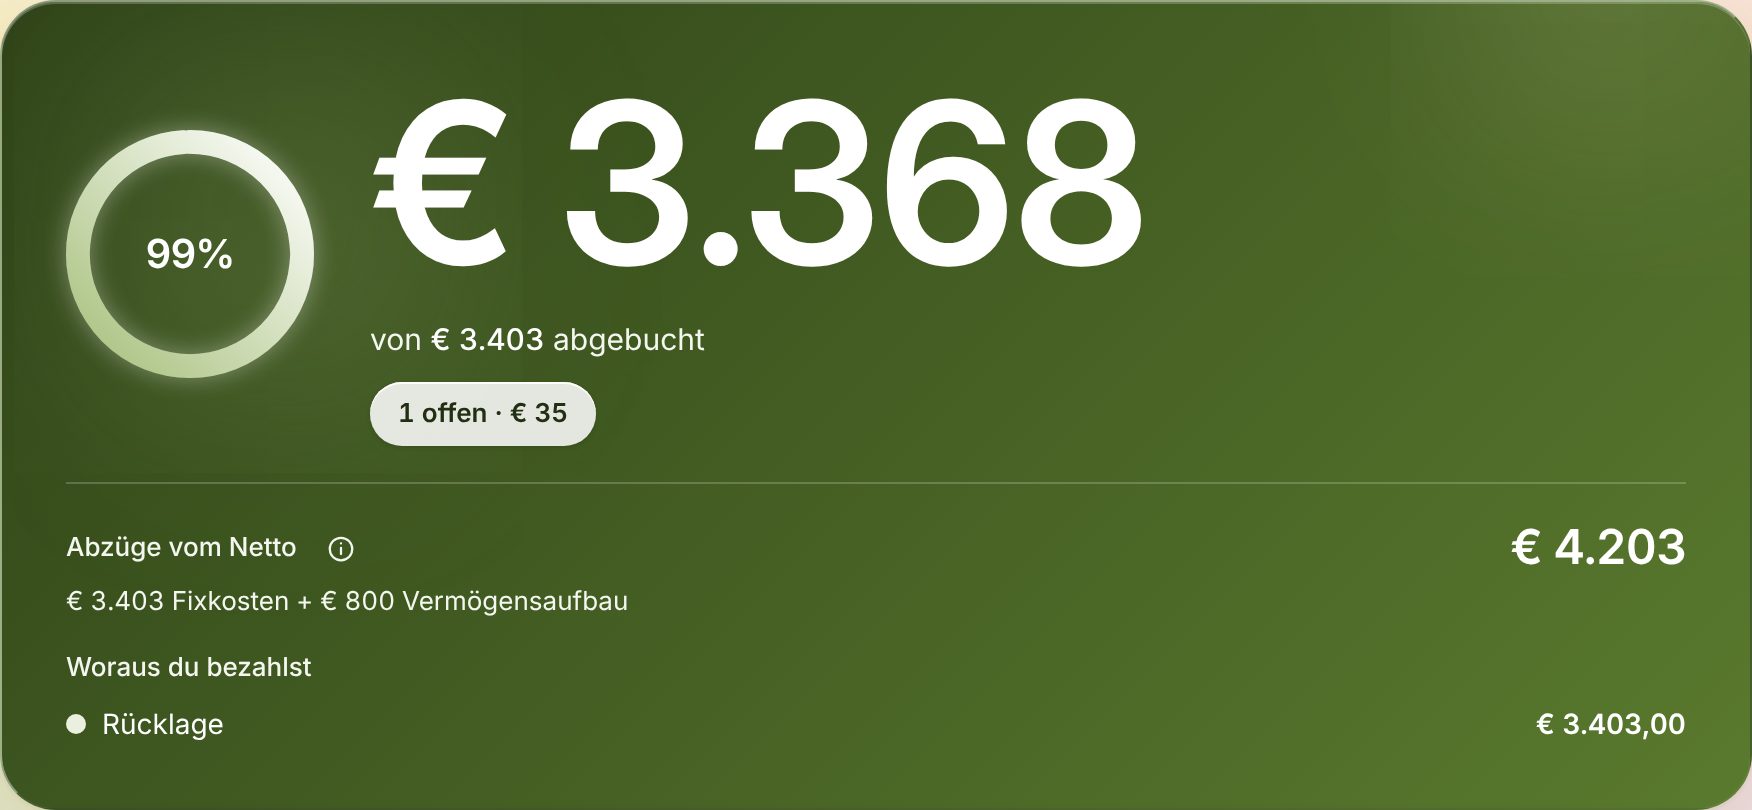 99%
€ 3.368
von € 3.403 abgebucht
1 offen · € 35
Abzüge vom Netto
€ 4.203
€ 3.403 Fixkosten + € 800 Vermögensaufbau
Woraus du bezahlst
Rücklage
€ 3.403,00